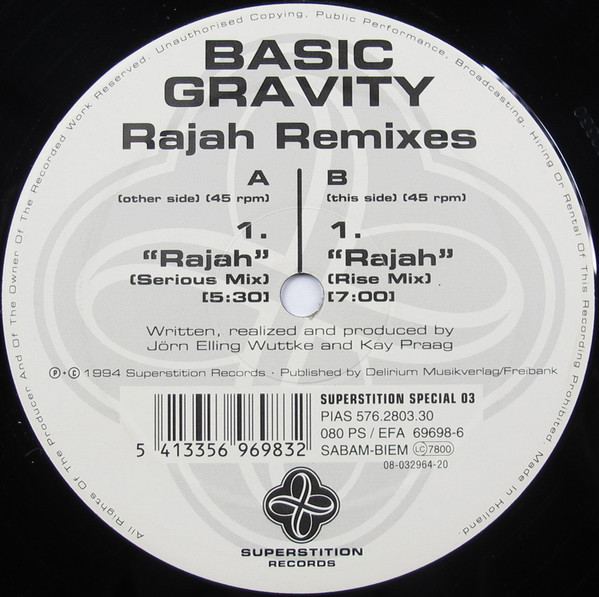 BASIC
GRAVITY
Rajah Remixes
A
(other side) (45 rpm)
1.
“Rajah”
(Serious Mix)
[5:30]
B
(this side) (45 rpm)
1.
“Rajah”
(Rise Mix)
[7:00]
Written, realized and produced by
Jörn Elling Wuttke and Kay Praag
℗+© 1994 Superstition Records · Published by Delirium Musikverlag/Freibank
5 413356 969832
SUPERSTITION SPECIAL 03
PIAS 576.2803.30
080 PS / EFA 69698-6
SABAM-BIEM LC 7800
08-032964-20
SUPERSTITION
RECORDS
All Rights Of The Producer And Of The Owner Of The Recorded Work Reserved. Unauthorised Copying, Public Performance, Broadcasting, Hiring Or Rental Of This Recording Prohibited. Made in Holland.